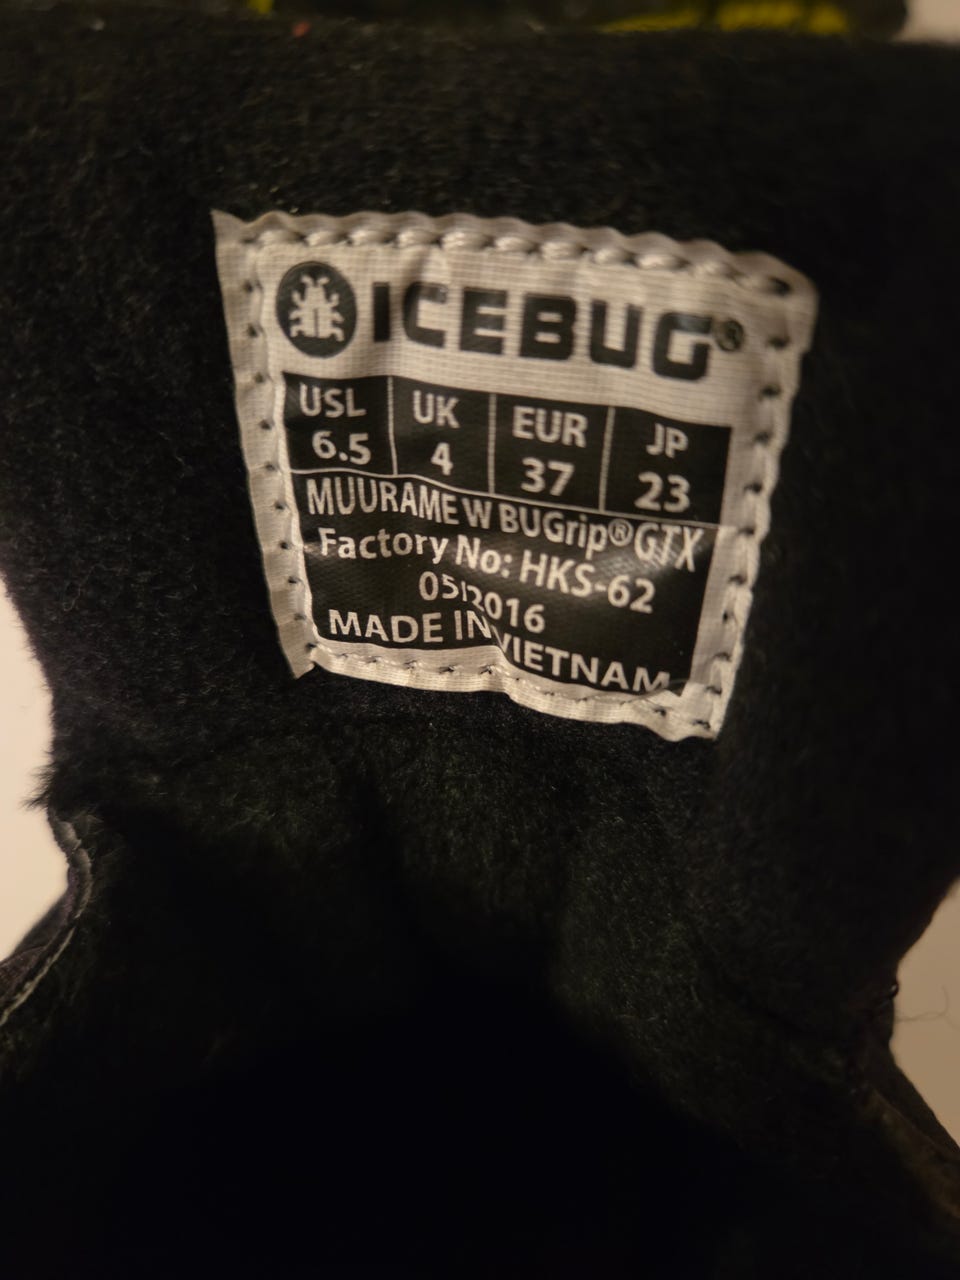 ICEBUG®
USL UK EUR JP
6.5 4 37 23
MUURAME W BUGrip® GTX
Factory No: HKS-62
05\2016
MADE IN VIETNAM